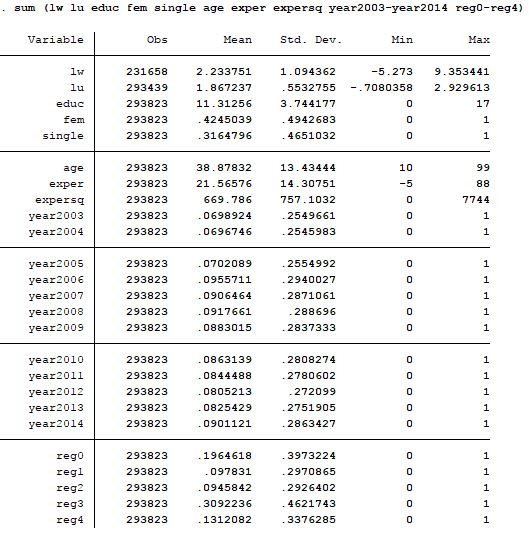 . sum (lw lu educ fem single age exper expersq year2003-year2014 reg0-reg4)
Variable Obs Mean Std. Dev. Min Max
lw 231658 2.233751 1.094362 -5.273 9.353441
lu 293439 1.867237 .5532755 -.7080358 2.929613
educ 293823 11.31256 3.744177 0 17
fem 293823 .4245039 .4942683 0 1
single 293823 .3164796 .4651032 0 1
age 293823 38.87832 13.43444 10 99
exper 293823 21.56576 14.30751 -5 88
expersq 293823 669.786 757.1032 0 7744
year2003 293823 .0698924 .2549661 0 1
year2004 293823 .0696746 .2545983 0 1
year2005 293823 .0702089 .2554992 0 1
year2006 293823 .0955711 .2940027 0 1
year2007 293823 .0906464 .2871061 0 1
year2008 293823 .0917661 .288696 0 1
year2009 293823 .0883015 .2837333 0 1
year2010 293823 .0863139 .2808274 0 1
year2011 293823 .0844488 .2780602 0 1
year2012 293823 .0805213 .272099 0 1
year2013 293823 .0825429 .2751905 0 1
year2014 293823 .0901121 .2863427 0 1
reg0 293823 .1964618 .3973224 0 1
reg1 293823 .097831 .2970865 0 1
reg2 293823 .0945842 .2926402 0 1
reg3 293823 .3092236 .4621743 0 1
reg4 293823 .1312082 .3376285 0 1